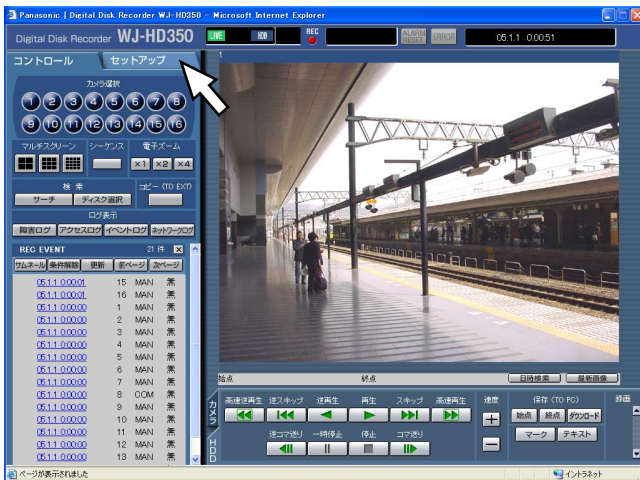 Panasonic | Digital Disk Recorder WJ-HD350 - Microsoft Internet Explorer
Digital Disk Recorder WJ-HD350
LIVE HDD REC ALARM RESET ERROR 05.1.1 0:00:51
コントロール セットアップ
1
カメラ選択
1 2 3 4 5 6 7 8
9 10 11 12 13 14 15 16
マルチスクリーン シーケンス 電子ズーム
×1 ×2 ×4
検 索 コピー (TO EXT)
サーチ ディスク選択
ログ表示
障害ログ アクセスログ イベントログ ネットワークログ
REC EVENT 21 件
サムネール 条件解除 更新 前ページ 次ページ
05.1.1 0:00:01 15 MAN 無
05.1.1 0:00:01 16 MAN 無
05.1.1 0:00:00 1 MAN 無
05.1.1 0:00:00 2 MAN 無
05.1.1 0:00:00 3 MAN 無
05.1.1 0:00:00 4 MAN 無
05.1.1 0:00:00 5 MAN 無
05.1.1 0:00:00 6 MAN 無
05.1.1 0:00:00 7 MAN 無
05.1.1 0:00:00 8 COM 無
05.1.1 0:00:00 9 MAN 無
05.1.1 0:00:00 10 MAN 無
05.1.1 0:00:00 11 MAN 無
05.1.1 0:00:00 12 MAN 無
05.1.1 0:00:00 13 MAN 無
始点 終点 日時検索 最新画像
カメラ
HDD
高速逆再生 逆スキップ 逆再生 再生 スキップ 高速再生 速度 保存 (TO PC) 録画
始点 終点 ダウンロード
逆コマ送り 一時停止 停止 コマ送り
マーク テキスト
ページが表示されました イントラネット